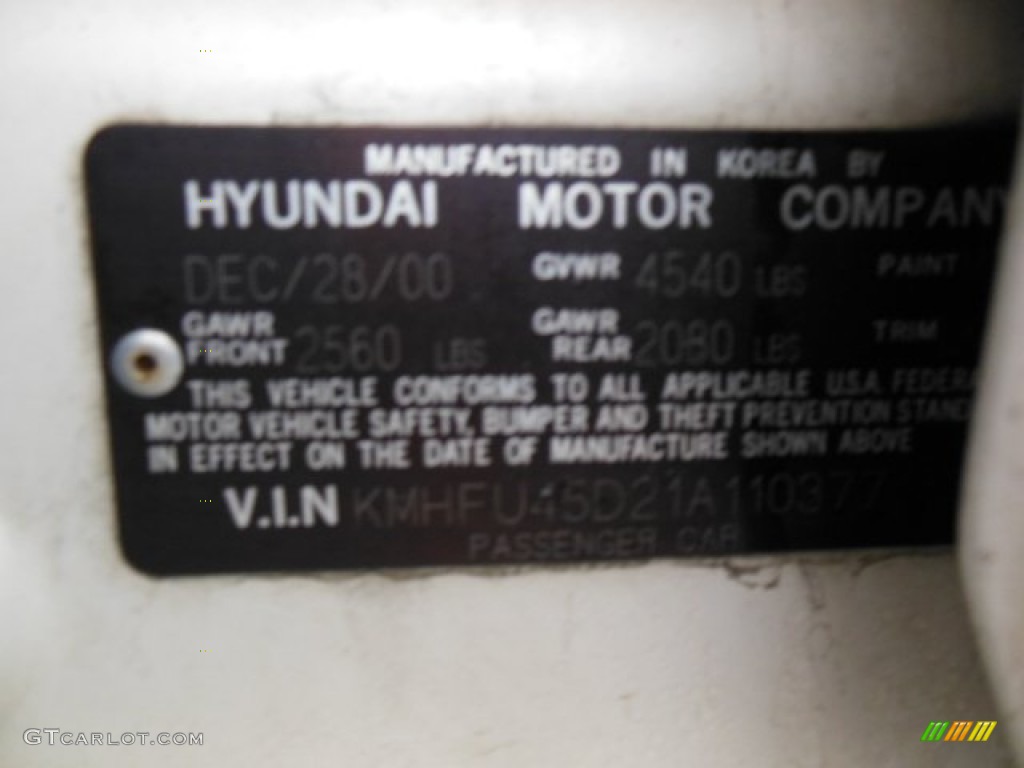 MANUFACTURED IN KOREA BY
HYUNDAI MOTOR COMPANY
DEC/28/00 GVWR 4540 LBS PAINT
GAWR FRONT 2560 LBS GAWR REAR 2080 LBS TRIM
THIS VEHICLE CONFORMS TO ALL APPLICABLE U.S.A. FEDERA
MOTOR VEHICLE SAFETY, BUMPER AND THEFT PREVENTION STAND
IN EFFECT ON THE DATE OF MANUFACTURE SHOWN ABOVE
V.I.N KMHFU45D21A110377
PASSENGER CAR
GTCARLOT.COM